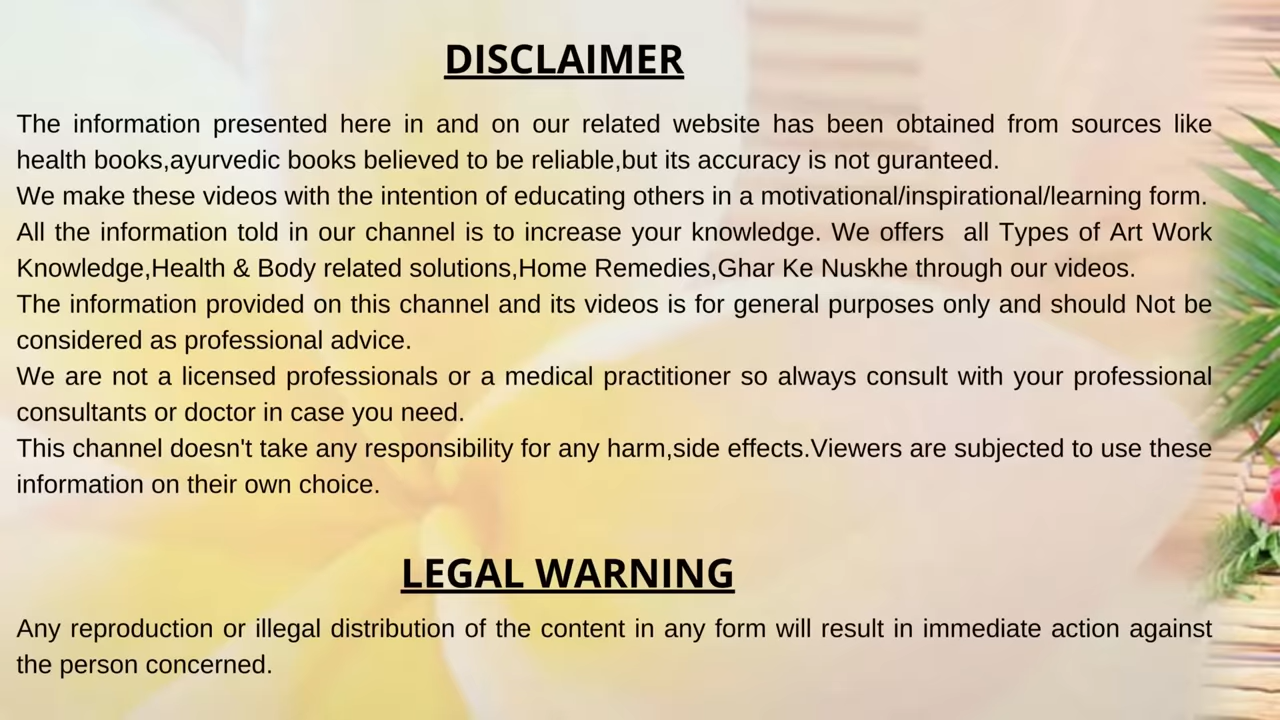 DISCLAIMER
The information presented here in and on our related website has been obtained from sources like
health books,ayurvedic books believed to be reliable,but its accuracy is not guranteed.
We make these videos with the intention of educating others in a motivational/inspirational/learning form.
All the information told in our channel is to increase your knowledge. We offers  all Types of Art Work
Knowledge,Health & Body related solutions,Home Remedies,Ghar Ke Nuskhe through our videos.
The information provided on this channel and its videos is for general purposes only and should Not be
considered as professional advice.
We are not a licensed professionals or a medical practitioner so always consult with your professional
consultants or doctor in case you need.
This channel doesn't take any responsibility for any harm,side effects.Viewers are subjected to use these
information on their own choice.
LEGAL WARNING
Any reproduction or illegal distribution of the content in any form will result in immediate action against
the person concerned.